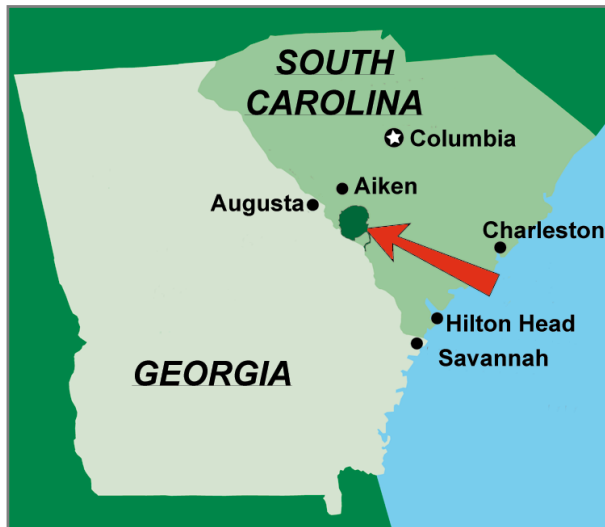 SOUTH
CAROLINA
Columbia
Aiken
Augusta
Charleston
Hilton Head
Savannah
GEORGIA